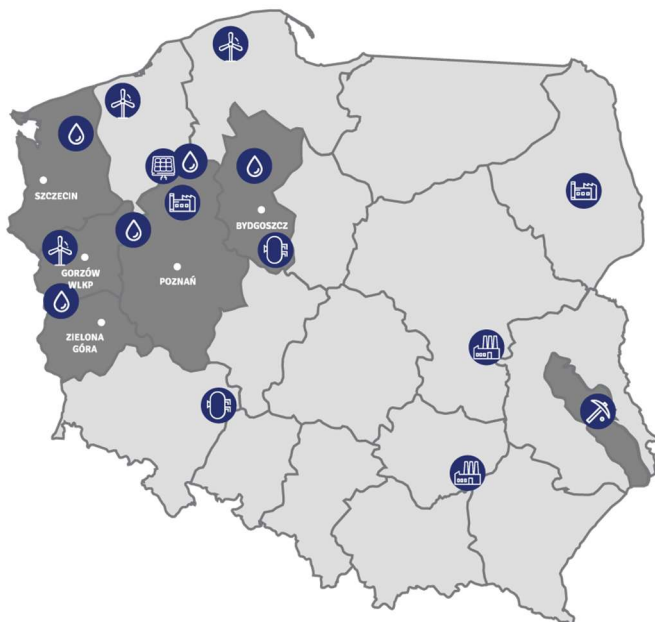 SZCZECIN
BYDGOSZCZ
GORZÓW
WLKP
POZNAŃ
ZIELONA
GÓRA